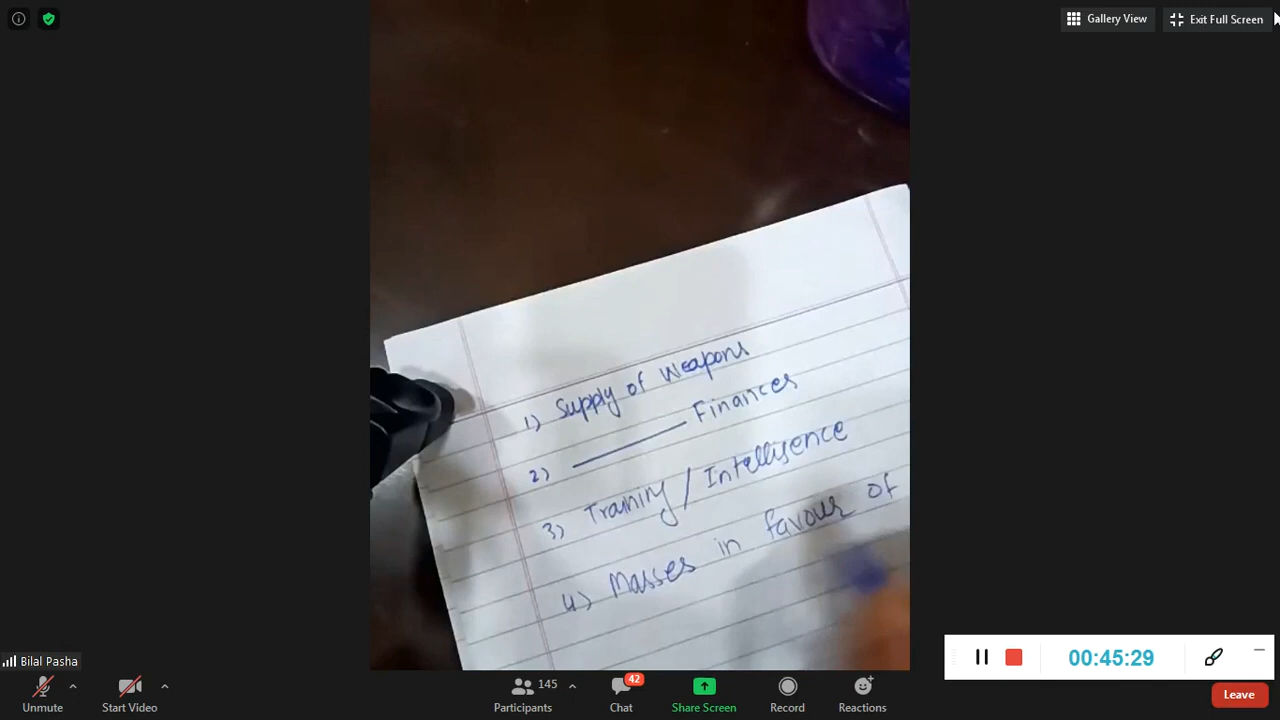 Gallery View
Exit Full Screen
1) Supply of Weapons
2) ——— Finances
3) Training / Intelligence
4) Masses in favour of
Bilal Pasha
00:45:29
Unmute
Start Video
145
Participants
42
Chat
Share Screen
Record
Reactions
Leave